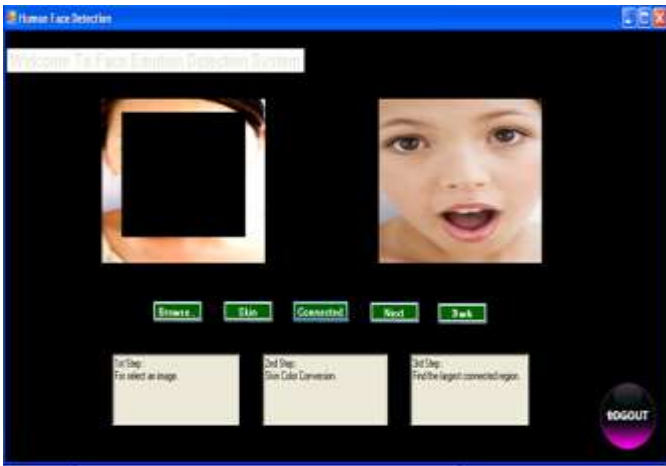 Human Face Detection
Welcome To Face Emotion Detection System
Browse..
Skin
Connected
Next
Back
1st Step:
For select an image.
2nd Step:
Skin Color Conversion.
3rd Step:
Find the largest connected region.
LOGOUT